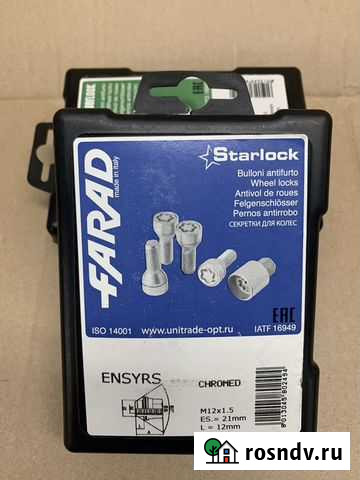 FARAD
made in Italy
Starlock
Bulloni antifurto
Wheel locks
Antivol de roues
Felgenschlösser
Pernos antirrobo
СЕКРЕТКИ ДЛЯ КОЛЕС
EAC
ISO 14001
www.unitrade-opt.ru
IATF 16949
ENSYRS
CHROMED
M12x1.5
ES.= 21mm
L = 12mm
8013045802454
rosndv.ru